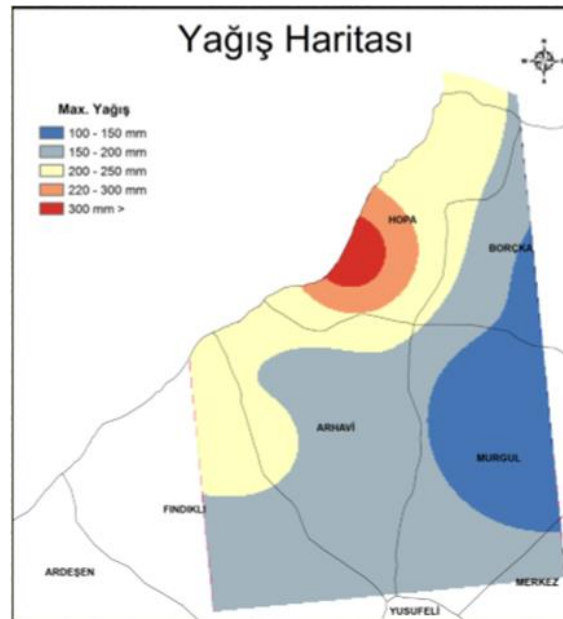 Yağış Haritası
Max. Yağış
100 - 150 mm
150 - 200 mm
200 - 250 mm
220 - 300 mm
300 mm >
HOPA
BORÇKA
ARHAVİ
MURGUL
FINDIKLI
ARDEŞEN
MERKEZ
YUSUFELİ